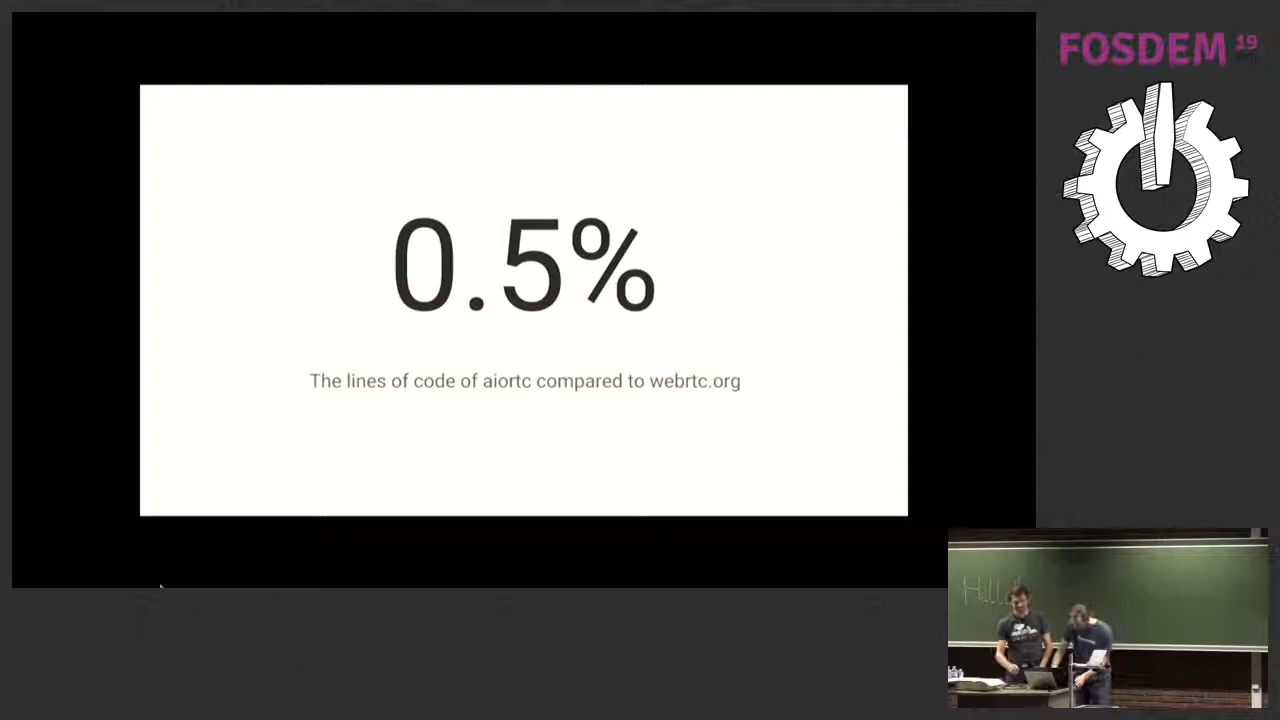 FOSDEM 19
0.5%
The lines of code of aiortc compared to webrtc.org